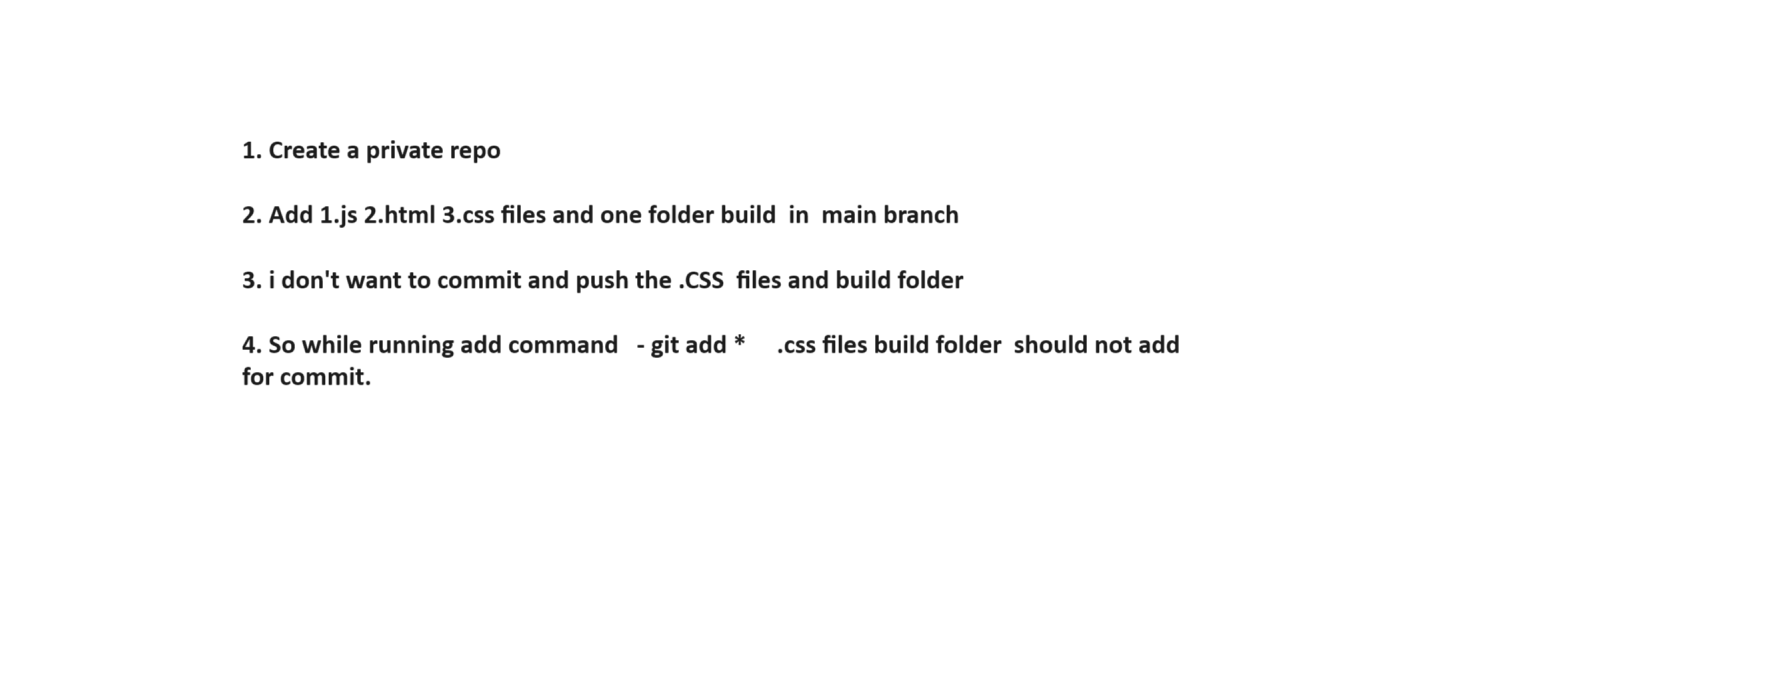 1. Create a private repo
2. Add 1.js 2.html 3.css files and one folder build  in  main branch
3. i don't want to commit and push the .CSS  files and build folder
4. So while running add command   - git add *     .css files build folder  should not add
for commit.